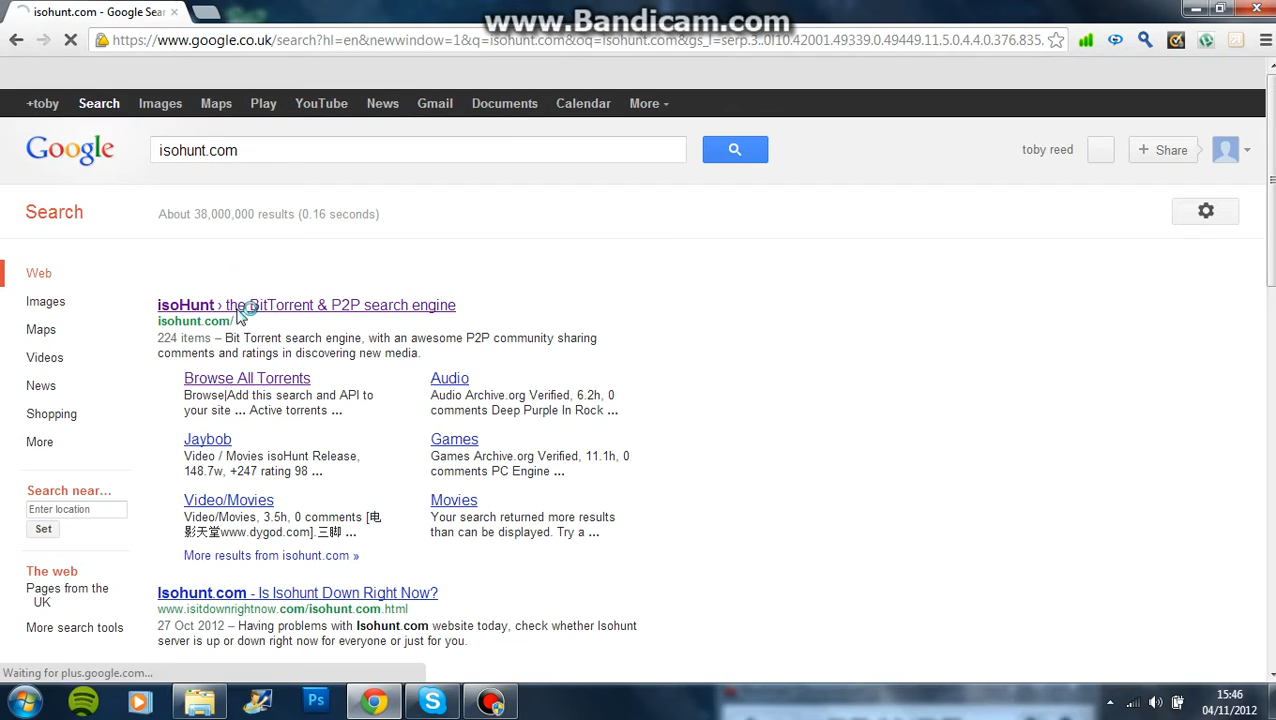 www.Bandicam.com
isohunt.com - Google Sear
https://www.google.co.uk/search?hl=en&newwindow=1&q=isohunt.com&oq=isohunt.com&gs_l=serp.3..0l10.42001.49339.0.49449.11.5.0.4.4.0.376.835.
+toby Search Images Maps Play YouTube News Gmail Documents Calendar More
Google isohunt.com toby reed + Share
Search About 38,000,000 results (0.16 seconds)
Web
Images
Maps
Videos
News
Shopping
More
Search near...
Enter location
Set
The web
Pages from the
UK
More search tools
isoHunt › the BitTorrent & P2P search engine
isohunt.com/
224 items – Bit Torrent search engine, with an awesome P2P community sharing
comments and ratings in discovering new media.
Browse All Torrents
Browse|Add this search and API to
your site ... Active torrents ...
Audio
Audio Archive.org Verified, 6.2h, 0
comments Deep Purple In Rock ...
Jaybob
Video / Movies isoHunt Release,
148.7w, +247 rating 98 ...
Games
Games Archive.org Verified, 11.1h, 0
comments PC Engine ...
Video/Movies
Video/Movies, 3.5h, 0 comments [电
影天堂www.dygod.com].三脚 ...
Movies
Your search returned more results
than can be displayed. Try a ...
More results from isohunt.com »
Isohunt.com - Is Isohunt Down Right Now?
www.isitdownrightnow.com/isohunt.com.html
27 Oct 2012 – Having problems with Isohunt.com website today, check whether Isohunt
server is up or down right now for everyone or just for you.
Waiting for plus.google.com...
Ps
15:46
04/11/2012